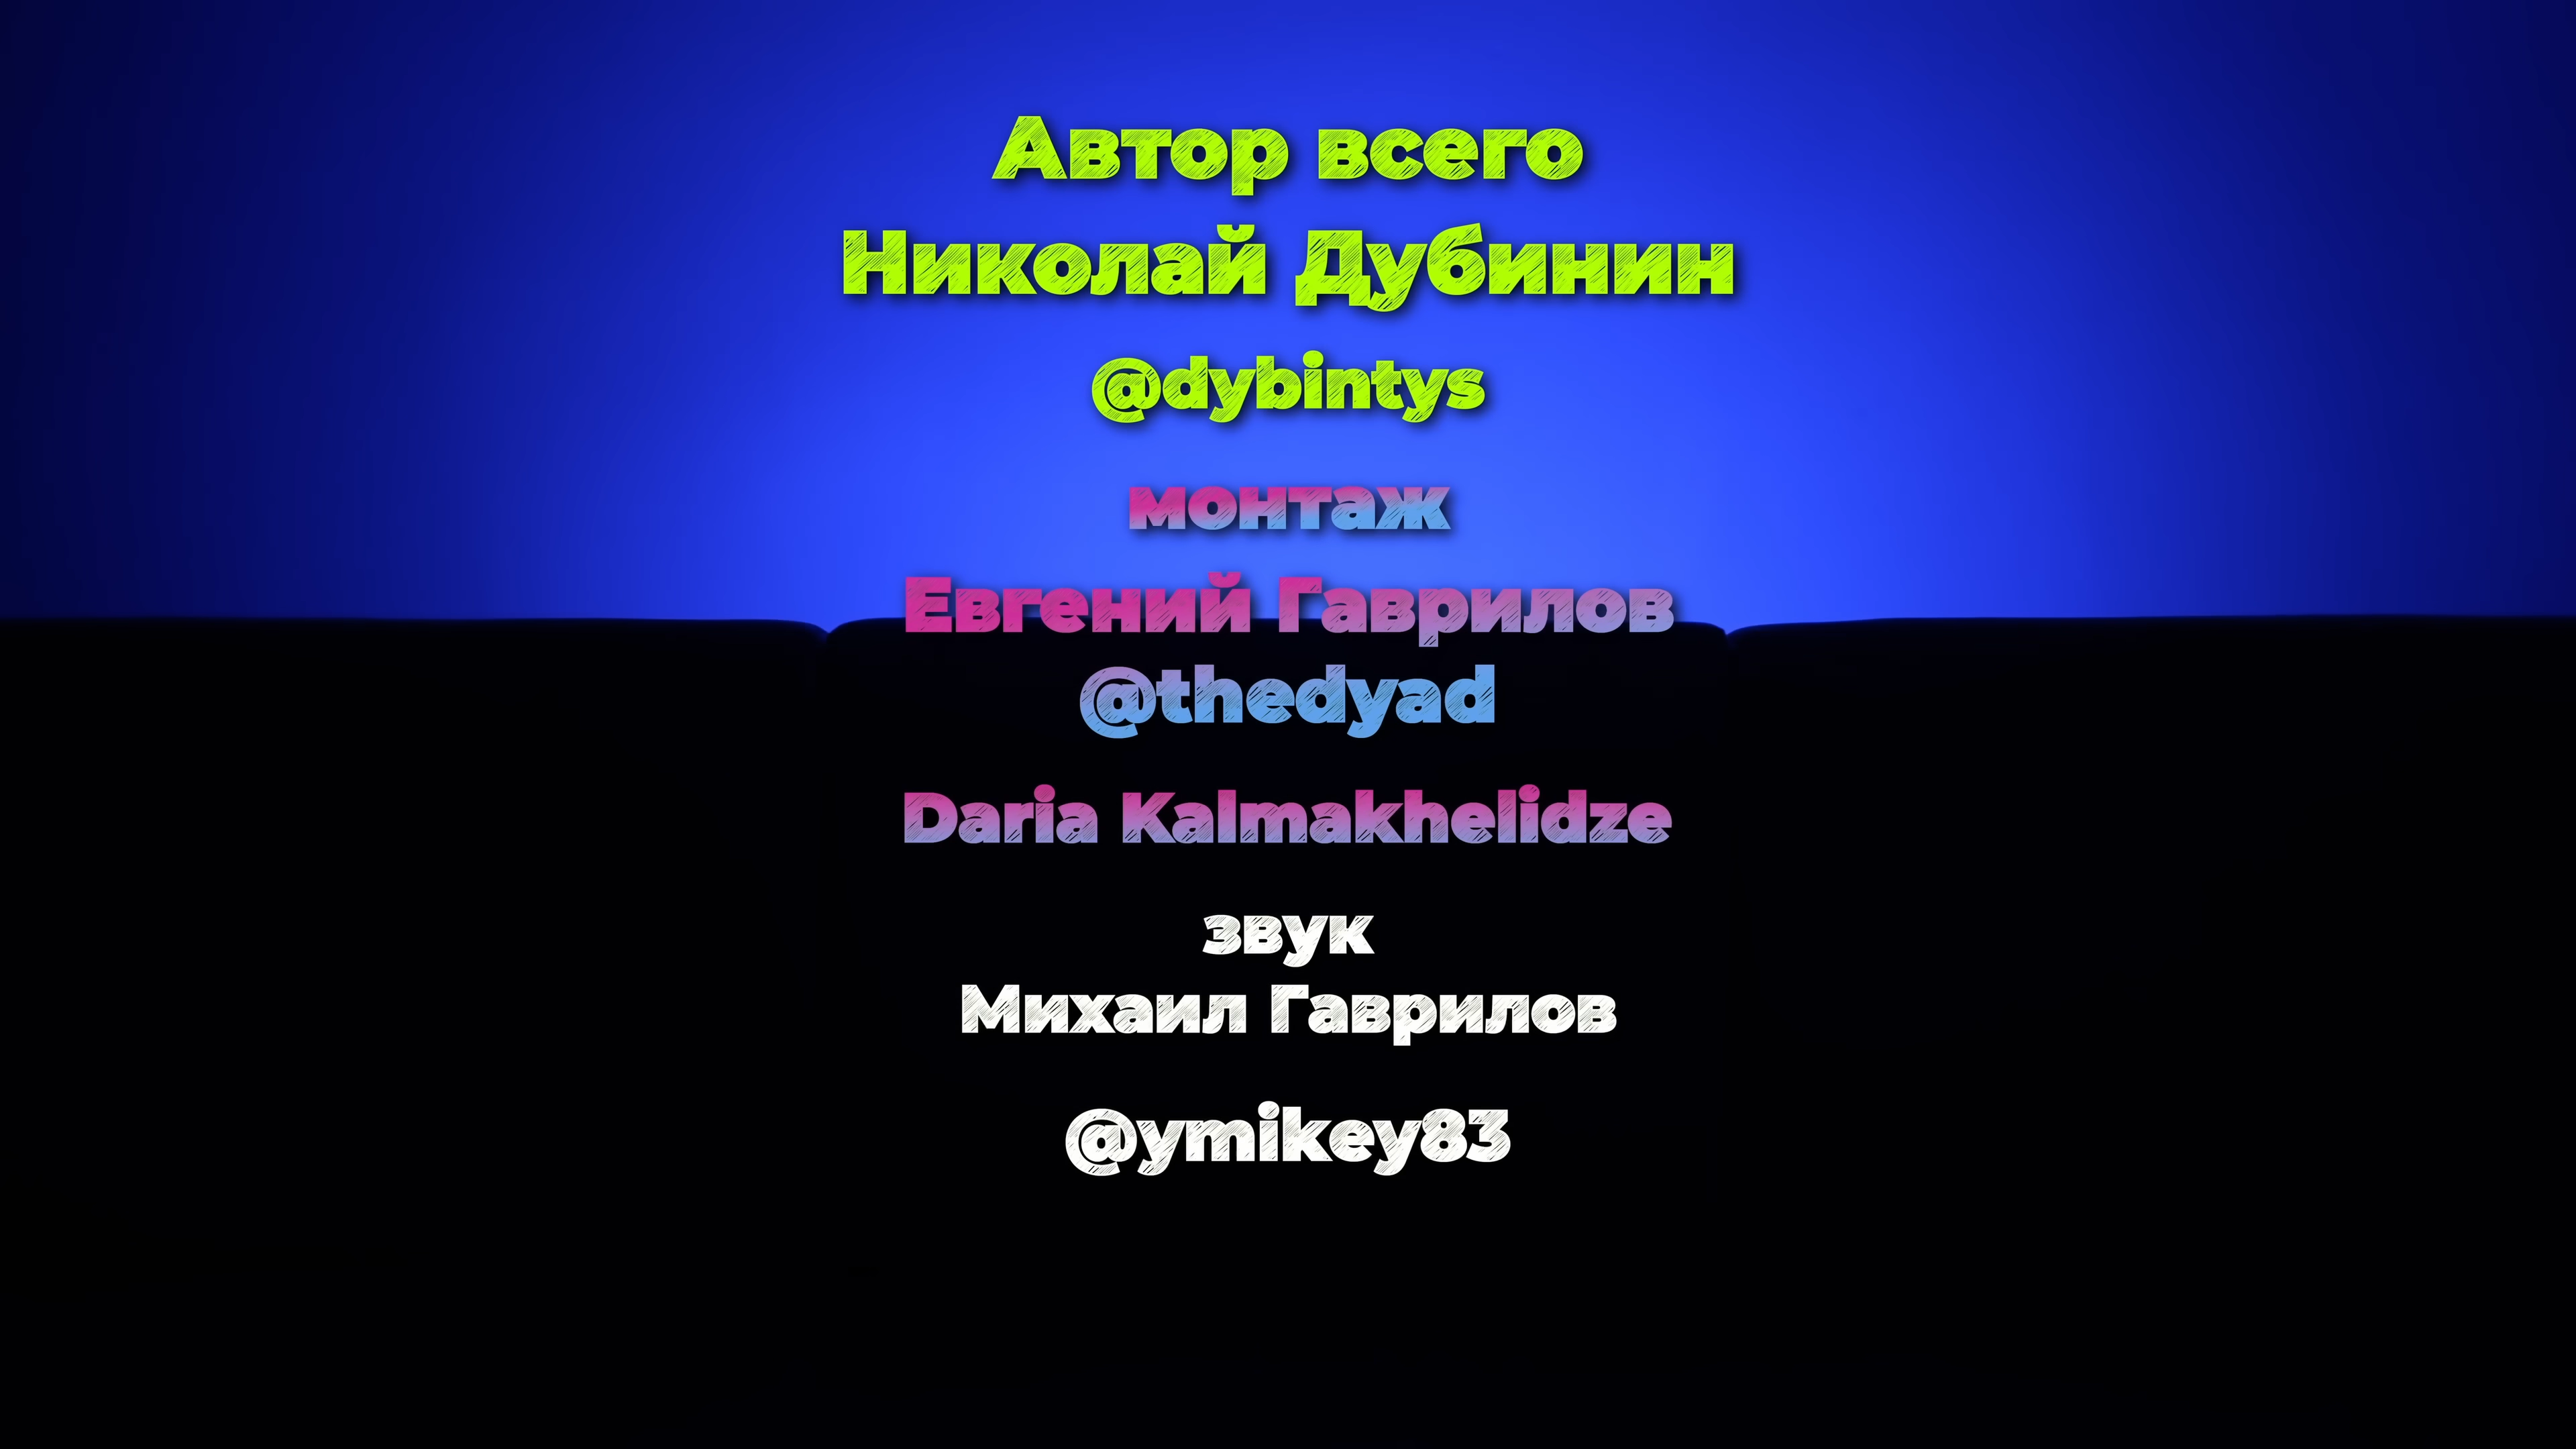 Автор всего
Николай Дубинин
@dybintys
монтаж
Евгений Гаврилов
@thedyad
Daria Kalmakhelidze
звук
Михаил Гаврилов
@ymikey83